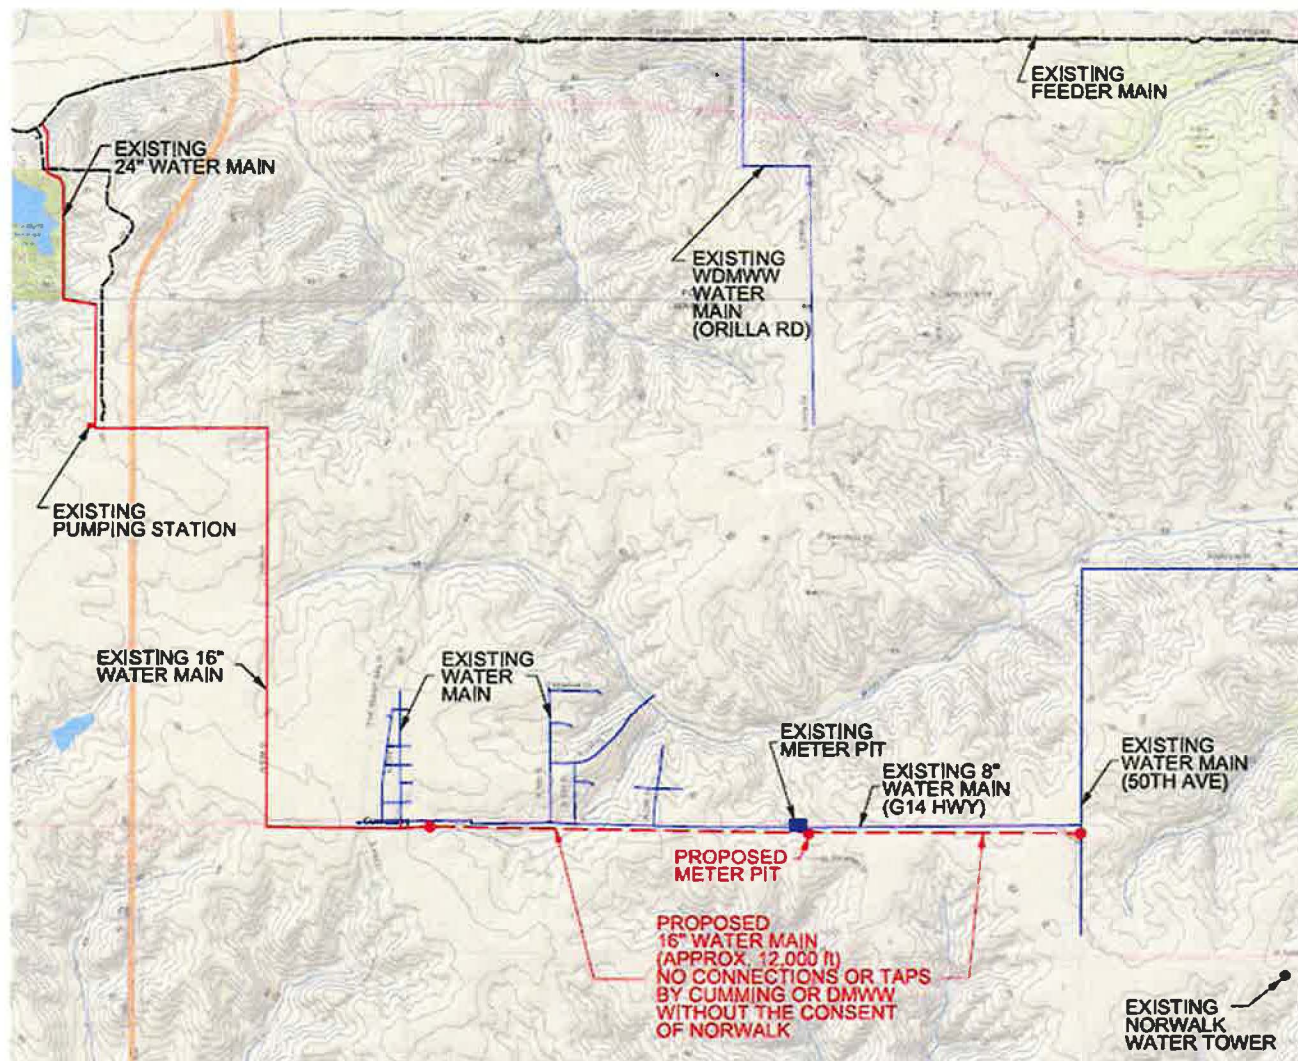 EXISTING
FEEDER MAIN
EXISTING
24" WATER MAIN
EXISTING
WDMWW
WATER
MAIN
(ORILLA RD)
EXISTING
PUMPING STATION
EXISTING 16"
WATER MAIN
EXISTING
WATER
MAIN
EXISTING
METER PIT
EXISTING 8"
WATER MAIN
(G14 HWY)
EXISTING
WATER MAIN
(50TH AVE)
PROPOSED
METER PIT
PROPOSED
16" WATER MAIN
(APPROX. 12,000 ft)
NO CONNECTIONS OR TAPS
BY CUMMING OR DMWW
WITHOUT THE CONSENT
OF NORWALK
EXISTING
NORWALK
WATER TOWER